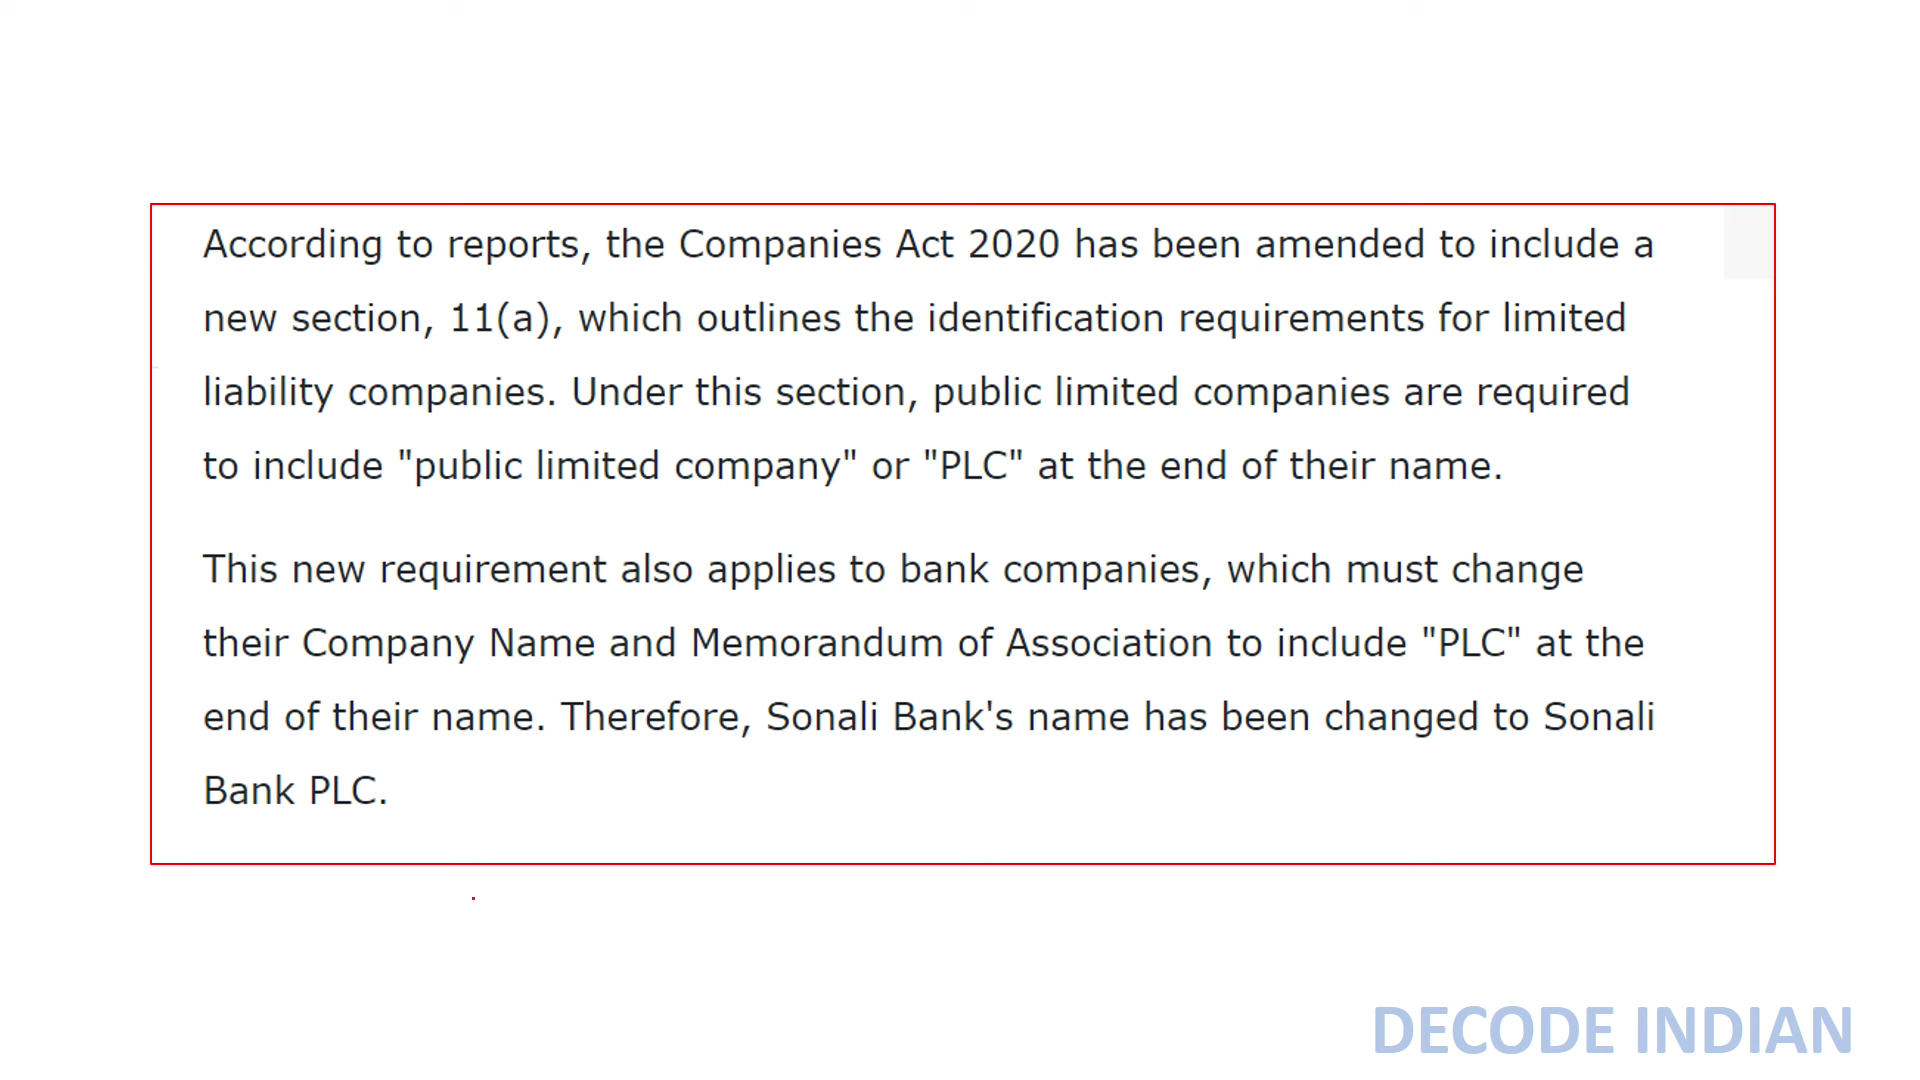 According to reports, the Companies Act 2020 has been amended to include a
new section, 11(a), which outlines the identification requirements for limited
liability companies. Under this section, public limited companies are required
to include "public limited company" or "PLC" at the end of their name.
This new requirement also applies to bank companies, which must change
their Company Name and Memorandum of Association to include "PLC" at the
end of their name. Therefore, Sonali Bank's name has been changed to Sonali
Bank PLC.
DECODE INDIAN